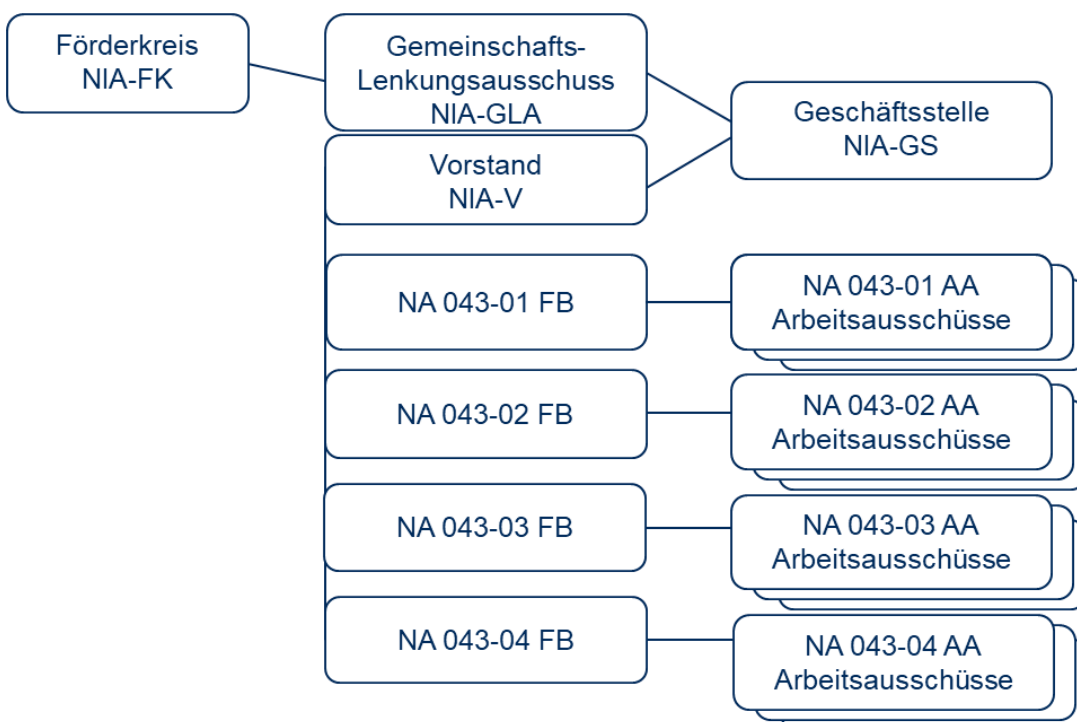 Förderkreis
NIA-FK
Gemeinschafts-
Lenkungsausschuss
NIA-GLA
Geschäftsstelle
NIA-GS
Vorstand
NIA-V
NA 043-01 FB
NA 043-01 AA
Arbeitsausschüsse
NA 043-02 FB
NA 043-02 AA
Arbeitsausschüsse
NA 043-03 FB
NA 043-03 AA
Arbeitsausschüsse
NA 043-04 FB
NA 043-04 AA
Arbeitsausschüsse